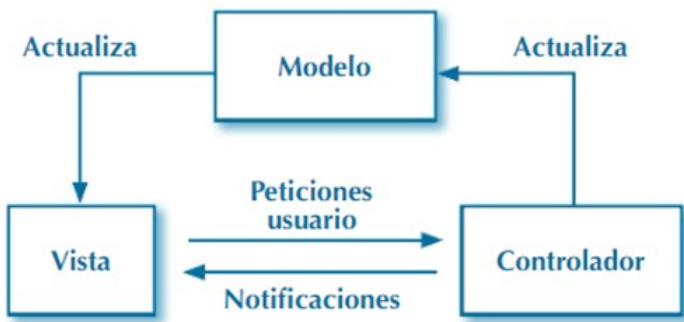 Actualiza
Modelo
Actualiza
Peticiones
usuario
Vista
Controlador
Notificaciones